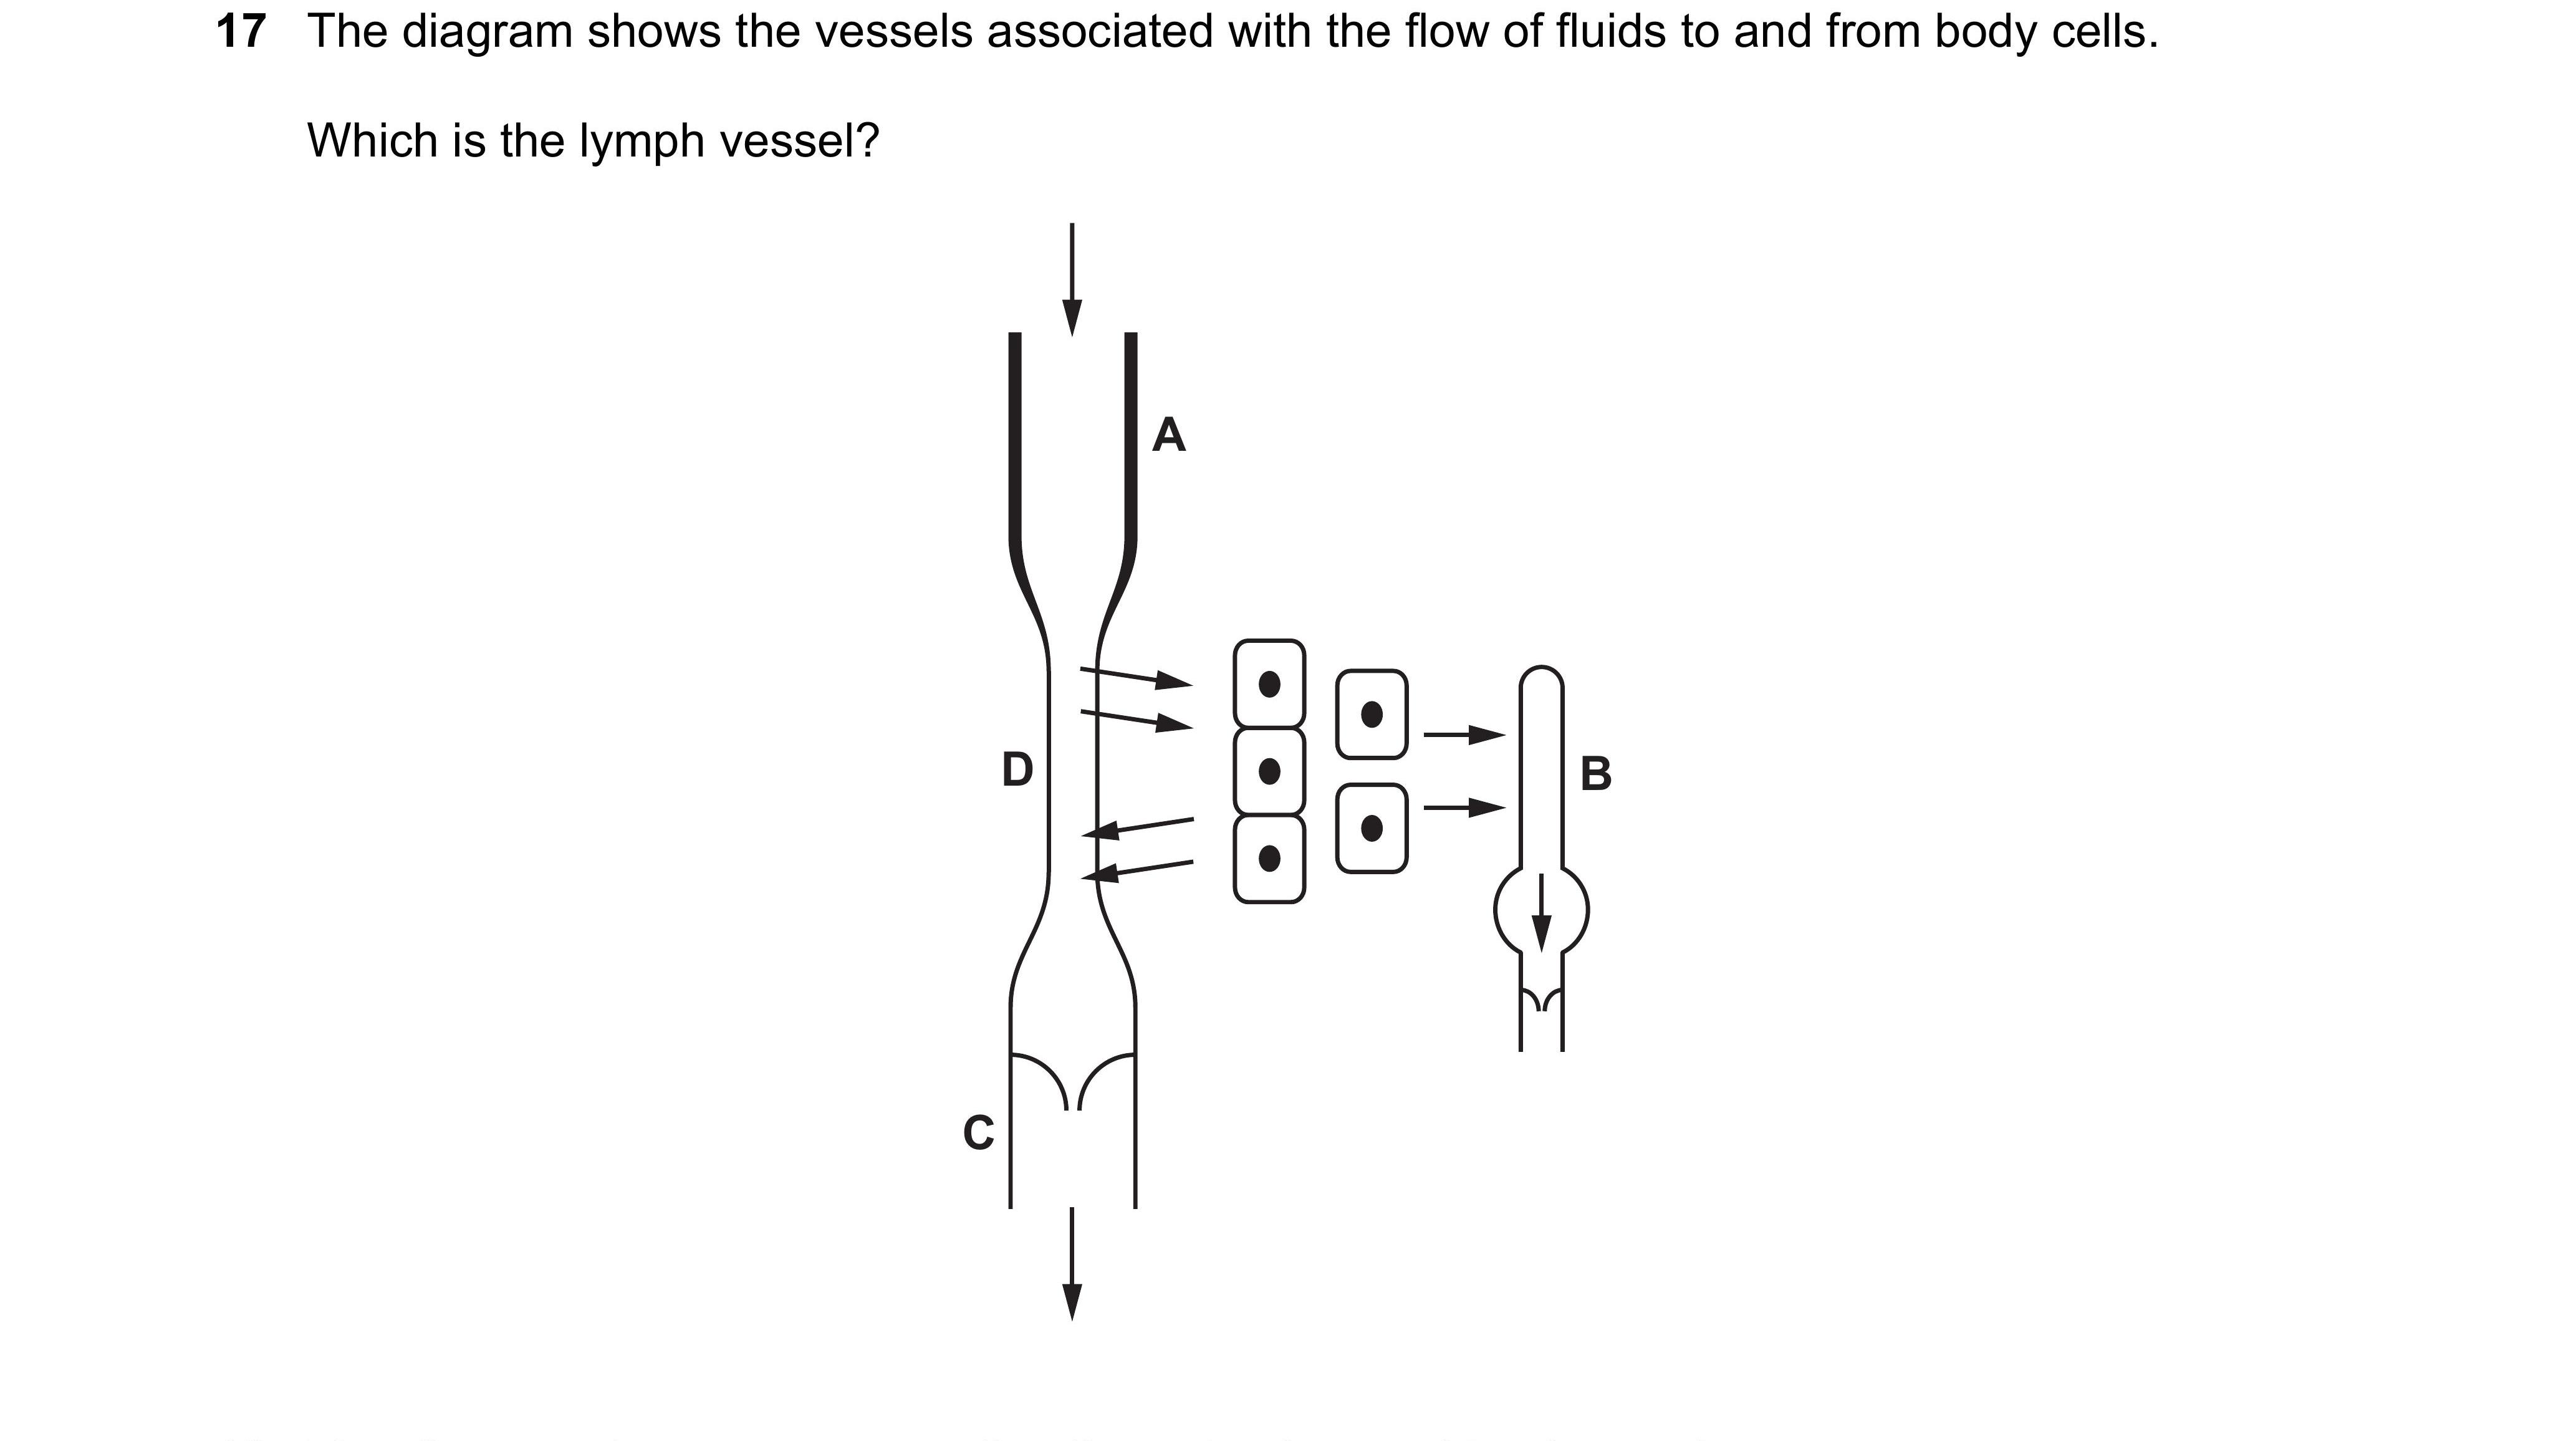 17 The diagram shows the vessels associated with the flow of fluids to and from body cells.
Which is the lymph vessel?
A
D
B
C